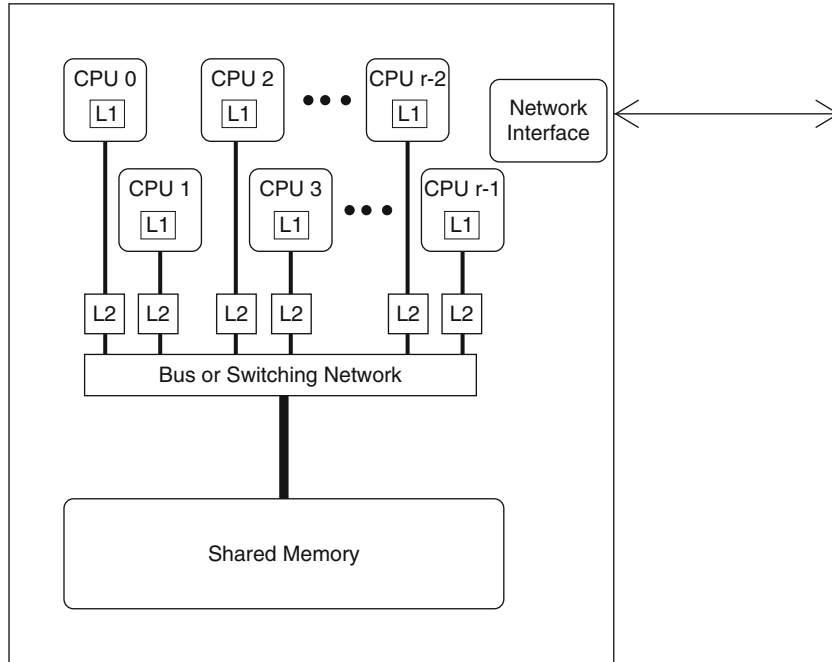 CPU 0
L1
CPU 2
L1
CPU r-2
L1
Network
Interface
CPU 1
L1
CPU 3
L1
CPU r-1
L1
L2
L2
L2
L2
L2
L2
Bus or Switching Network
Shared Memory